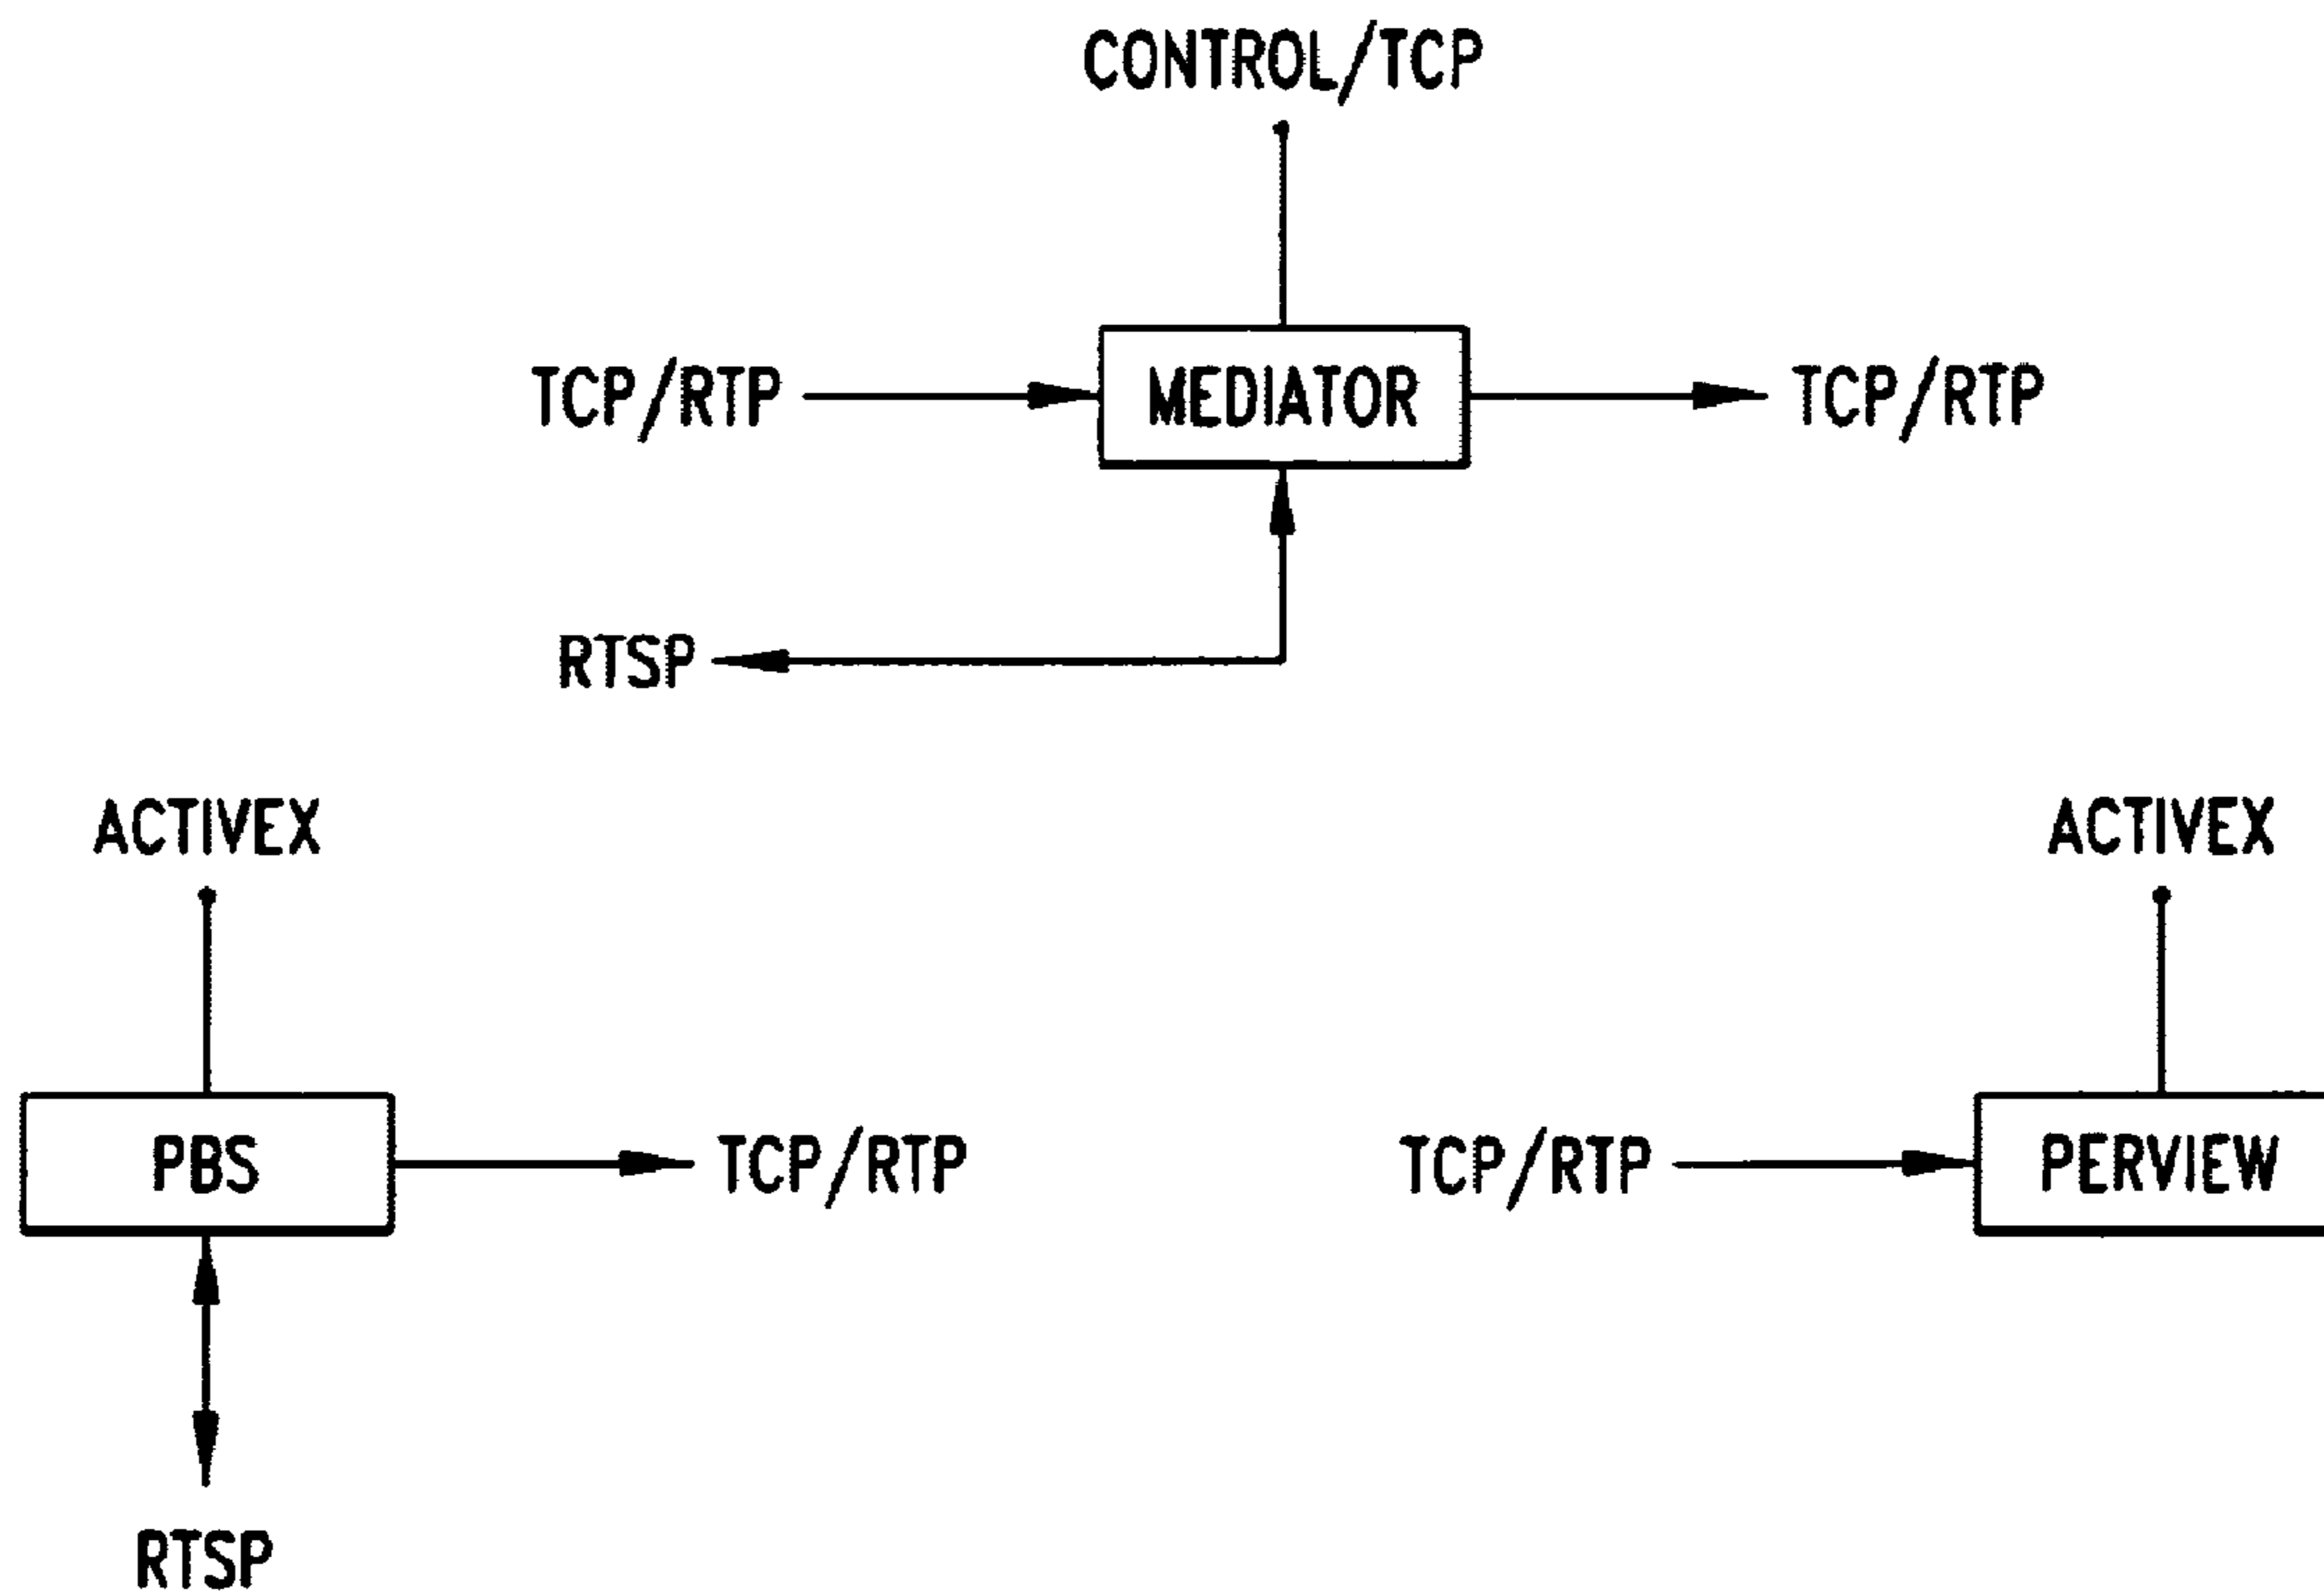 CONTROL/TCP
TCP/RTP
MEDIATOR
TCP/RTP
RTSP
ACTIVEX
ACTIVEX
PBS
TCP/RTP
TCP/RTP
PERVIEW
RTSP